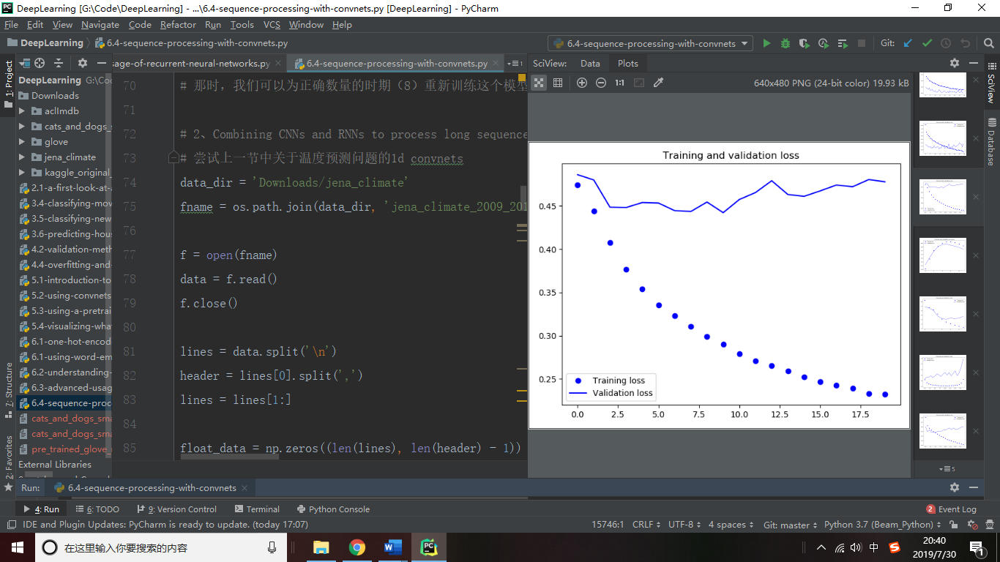 DeepLearning [G:\Code\DeepLearning] - ...\6.4-sequence-processing-with-convnets.py [DeepLearning] - PyCharm
File Edit View Navigate Code Refactor Run Tools VCS Window Help
DeepLearning 6.4-sequence-processing-with-convnets.py
6.4-sequence-processing-with-convnets
Git:
1: Project
7: Structure
2: Favorites
DeepLearning G:\Co
Downloads
aclImdb
cats_and_dogs_s
glove
jena_climate
kaggle_original_
2.1-a-first-look-at-
3.4-classifying-mov
3.5-classifying-new
3.6-predicting-hou
4.2-validation-meth
4.4-overfitting-and-
5.1-introduction-to
5.2-using-convnets
5.3-using-a-pretrai
5.4-visualizing-wha
6.1-one-hot-encod
6.1-using-word-em
6.2-understanding-
6.3-advanced-usag
6.4-sequence-proc
cats_and_dogs_sma
cats_and_dogs_sma
pre_trained_glove_
External Libraries
sage-of-recurrent-neural-networks.py
6.4-sequence-processing-with-convnets.py
1
70 # 那时，我们可以为正确数量的时期（8）重新训练这个模型
71
72 # 2、Combining CNNs and RNNs to process long sequence
73 # 尝试上一节中关于温度预测问题的1d convnets
74 data_dir = 'Downloads/jena_climate'
75 fname = os.path.join(data_dir, 'jena_climate_2009_201
76
77 f = open(fname)
78 data = f.read()
79 f.close()
80
81 lines = data.split('\n')
82 header = lines[0].split(',')
83 lines = lines[1:]
84
85 float_data = np.zeros((len(lines), len(header) - 1))
SciView: Data Plots
1:1
640x480 PNG (24-bit color) 19.93 kB
Training and validation loss
0.45
0.40
0.35
0.30
0.25
Training loss
Validation loss
0.0 2.5 5.0 7.5 10.0 12.5 15.0 17.5
5
SciView
Database
Run: 6.4-sequence-processing-with-convnets
4: Run 6: TODO 9: Version Control Terminal Python Console
2 Event Log
IDE and Plugin Updates: PyCharm is ready to update. (today 17:07)
15746:1 CRLF UTF-8 4 spaces Git: master Python 3.7 (Beam_Python)
在这里输入你要搜索的内容
中
20:40
2019/7/30
1